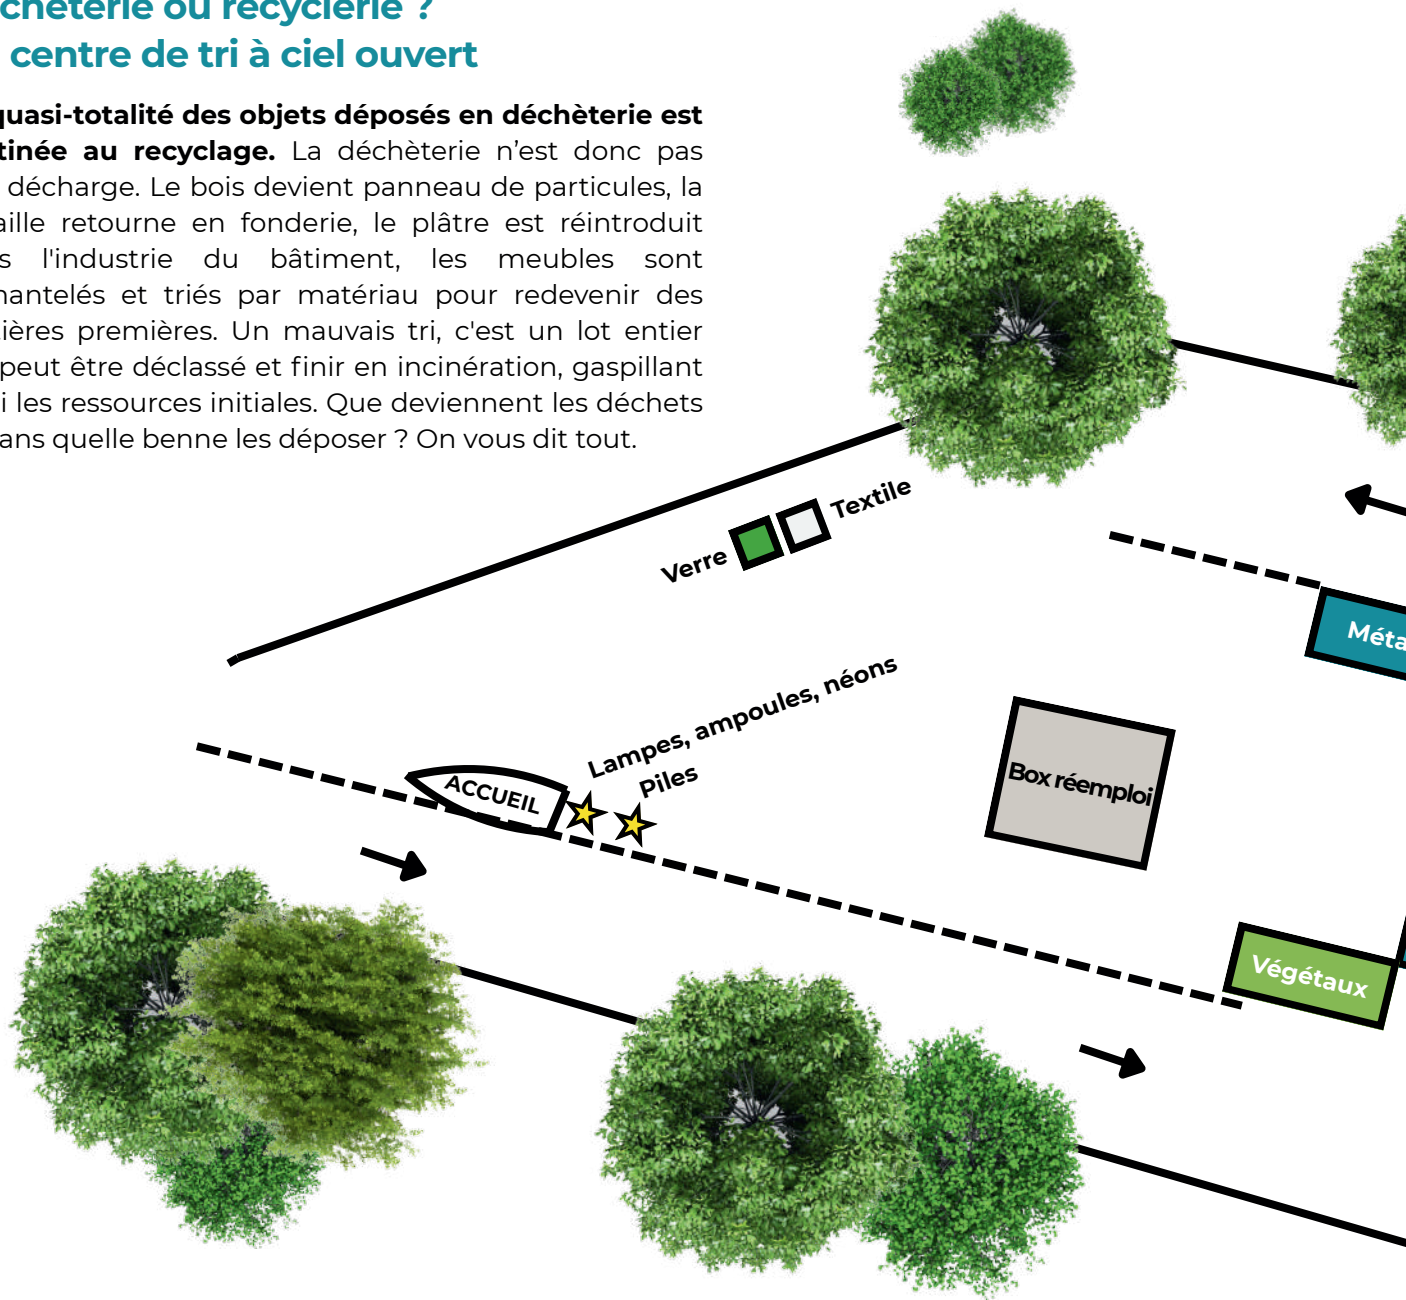 chèterie ou recyclerie ?
centre de tri à ciel ouvert
quasi-totalité des objets déposés en déchèterie est
tinée au recyclage. La déchèterie n’est donc pas
décharge. Le bois devient panneau de particules, la
aille retourne en fonderie, le plâtre est réintroduit
s l'industrie du bâtiment, les meubles sont
nantelés et triés par matériau pour redevenir des
tières premières. Un mauvais tri, c'est un lot entier
peut être déclassé et finir en incinération, gaspillant
i les ressources initiales. Que deviennent les déchets
ans quelle benne les déposer ? On vous dit tout.
Textile
Verre
Méta
Lampes, ampoules, néons
Piles
ACCUEIL
Box réemploi
Végétaux